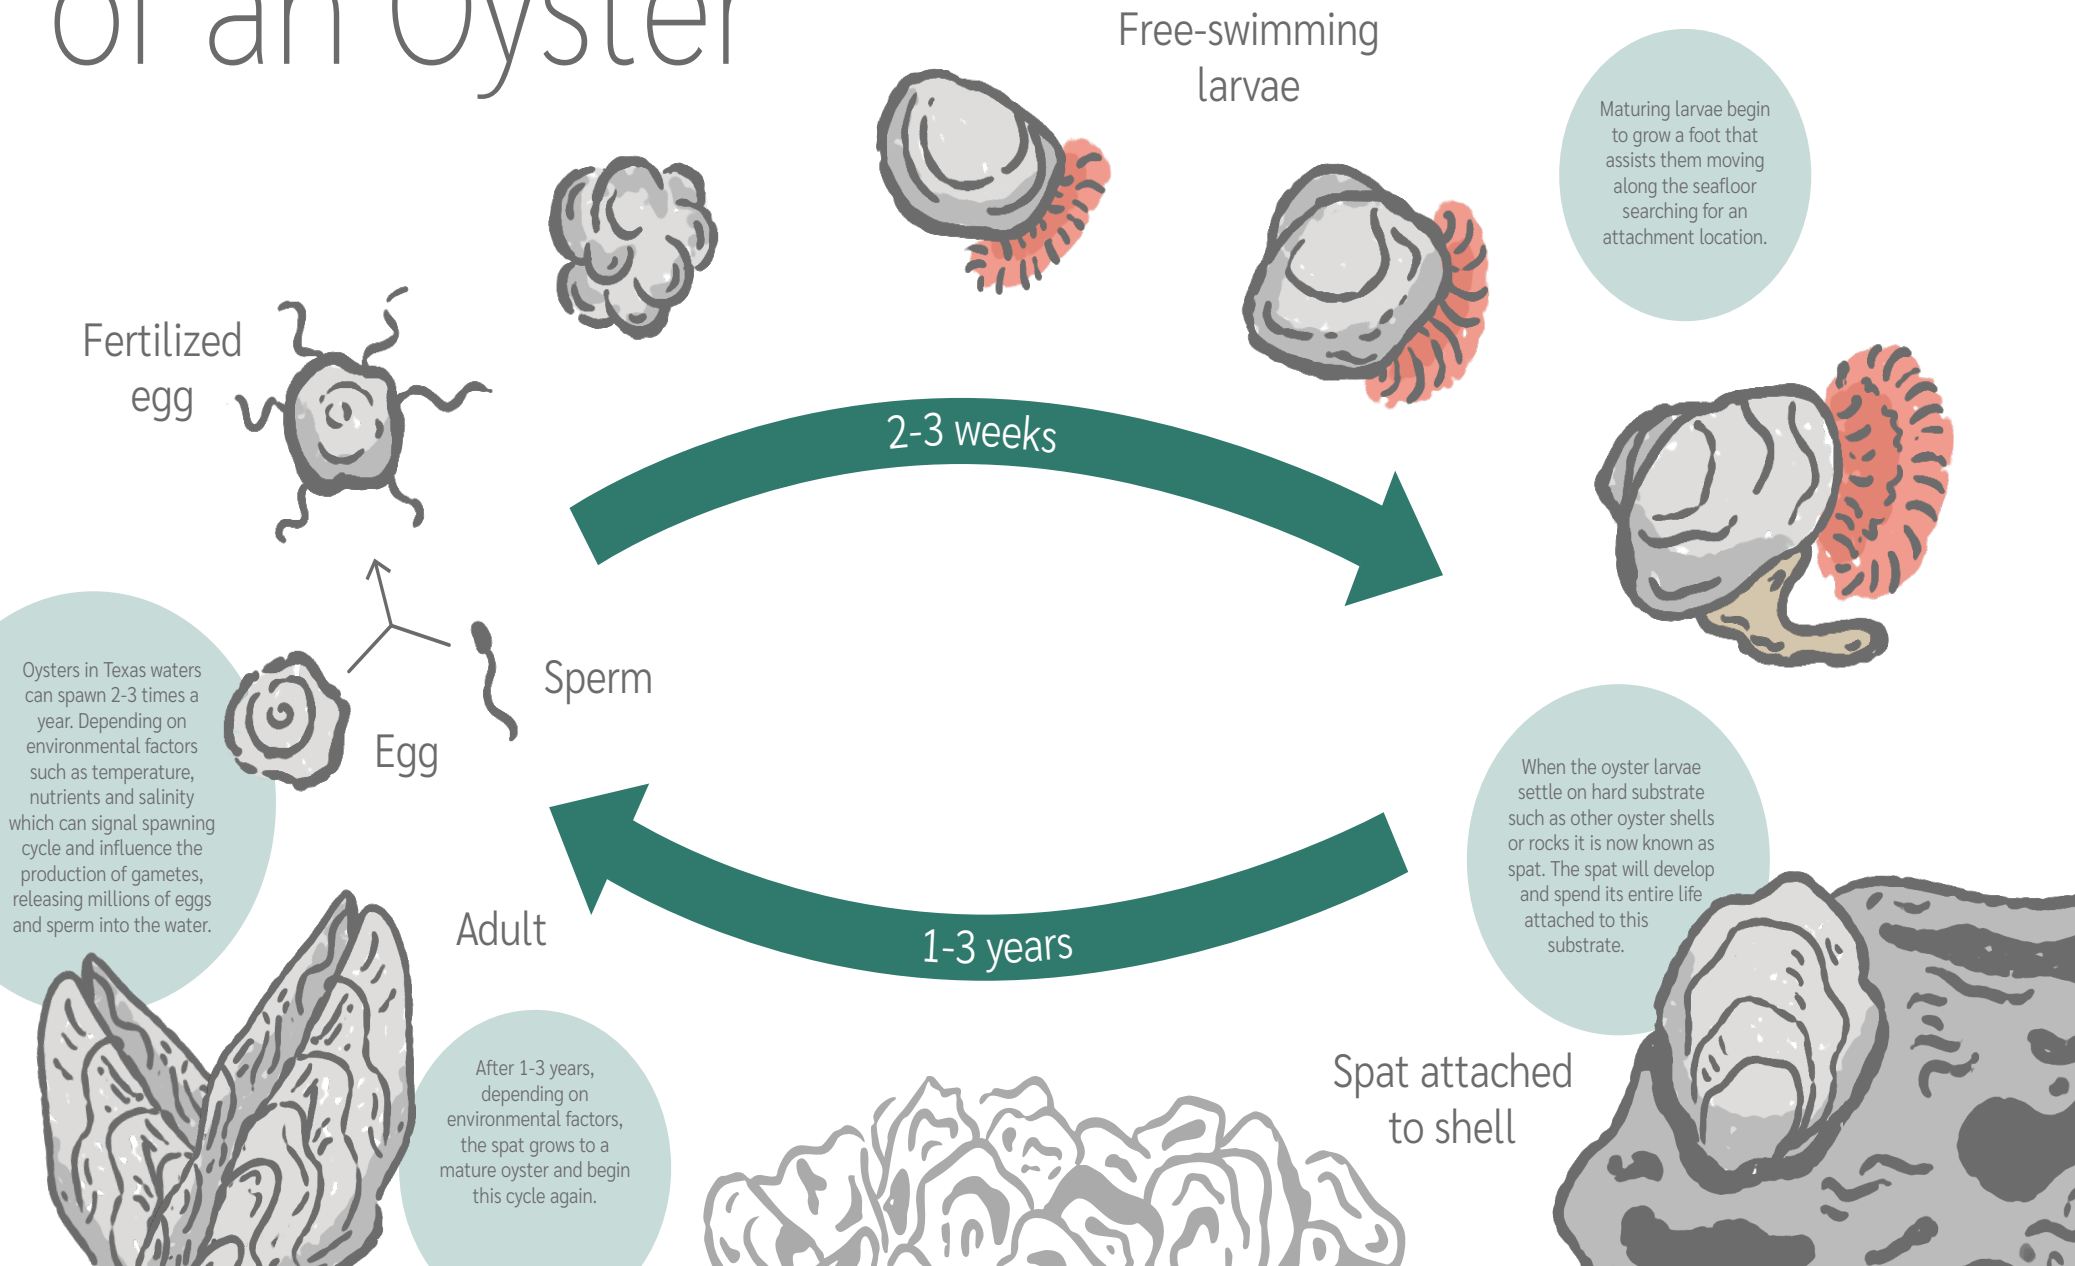 of an Oyster
Free-swimming
larvae
Maturing larvae begin
to grow a foot that
assists them moving
along the seafloor
searching for an
attachment location.
Fertilized
egg
2-3 weeks
Sperm
Egg
Oysters in Texas waters
can spawn 2-3 times a
year. Depending on
environmental factors
such as temperature,
nutrients and salinity
which can signal spawning
cycle and influence the
production of gametes,
releasing millions of eggs
and sperm into the water.
When the oyster larvae
settle on hard substrate
such as other oyster shells
or rocks it is now known as
spat. The spat will develop
and spend its entire life
attached to this
substrate.
Adult
1-3 years
After 1-3 years,
depending on
environmental factors,
the spat grows to a
mature oyster and begin
this cycle again.
Spat attached
to shell